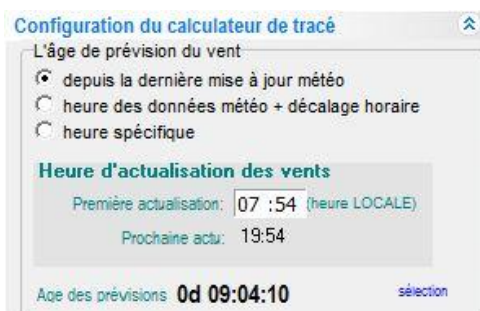 Configuration du calculateur de tracé
L'âge de prévision du vent
depuis la dernière mise à jour météo
heure des données météo + décalage horaire
heure spécifique
Heure d'actualisation des vents
Première actualisation: 07 :54 (heure LOCALE)
Prochaine actu: 19:54
Age des prévisions 0d 09:04:10 sélection